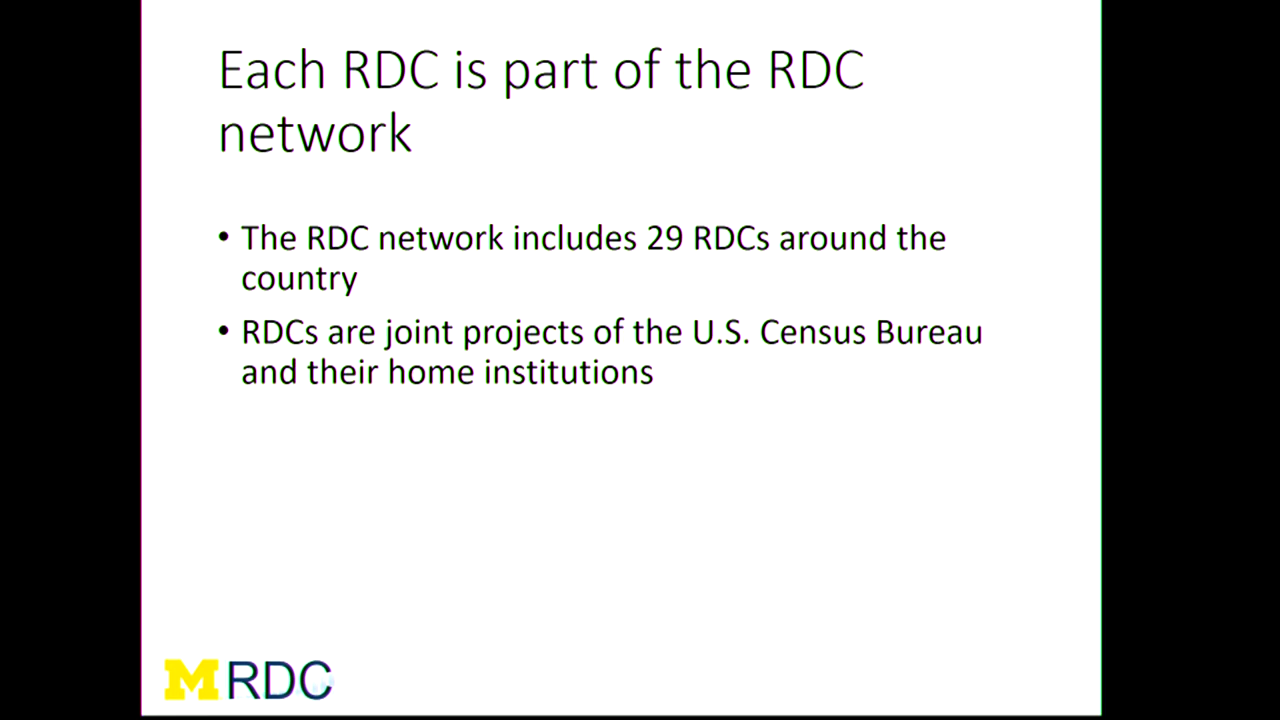 Each RDC is part of the RDC
network
• The RDC network includes 29 RDCs around the
country
• RDCs are joint projects of the U.S. Census Bureau
and their home institutions
M RDC